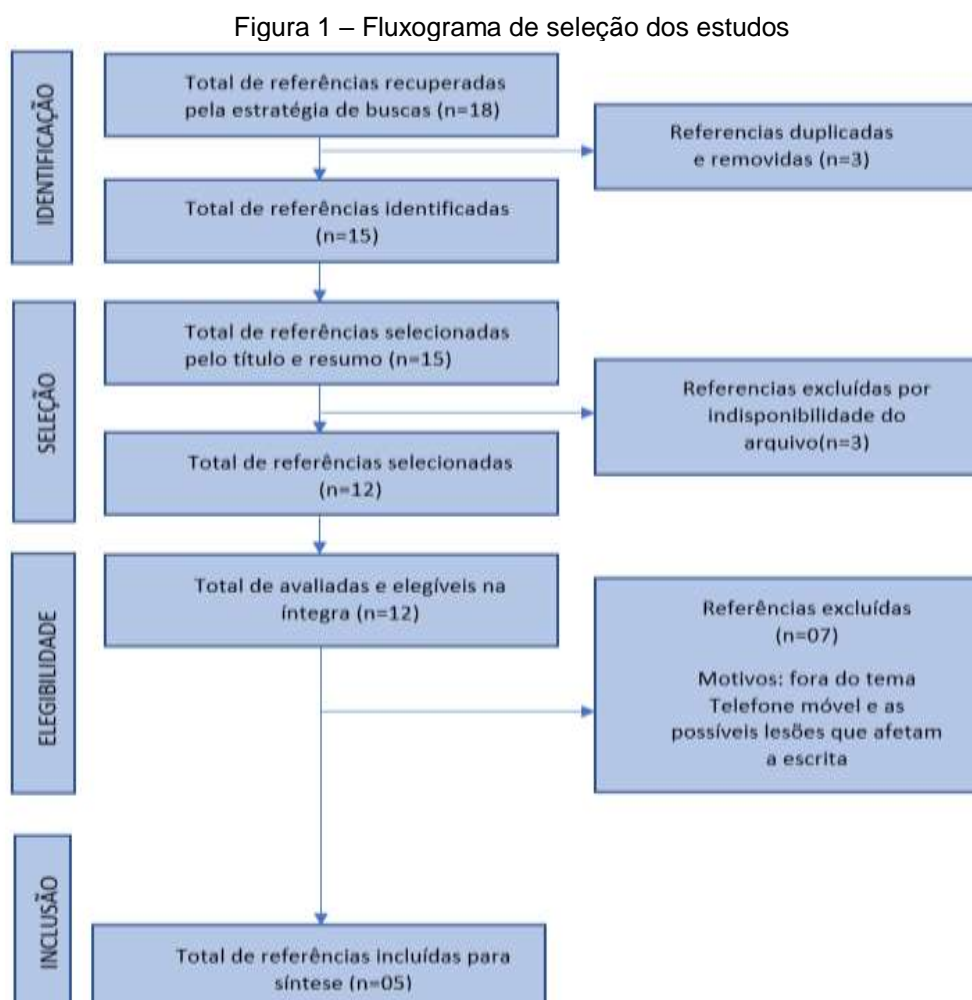 Figura 1 – Fluxograma de seleção dos estudos
IDENTIFICAÇÃO
Total de referências recuperadas
pela estratégia de buscas (n=18)
Referencias duplicadas
e removidas (n=3)
Total de referências identificadas
(n=15)
SELEÇÃO
Total de referências selecionadas
pelo título e resumo (n=15)
Referencias excluídas por
indisponibilidade do
arquivo(n=3)
Total de referências selecionadas
(n=12)
ELEGIBILIDADE
Total de avaliadas e elegíveis na
íntegra (n=12)
Referências excluídas
(n=07)
Motivos: fora do tema
Telefone móvel e as
possíveis lesões que afetam
a escrita
INCLUSÃO
Total de referências incluídas para
síntese (n=05)